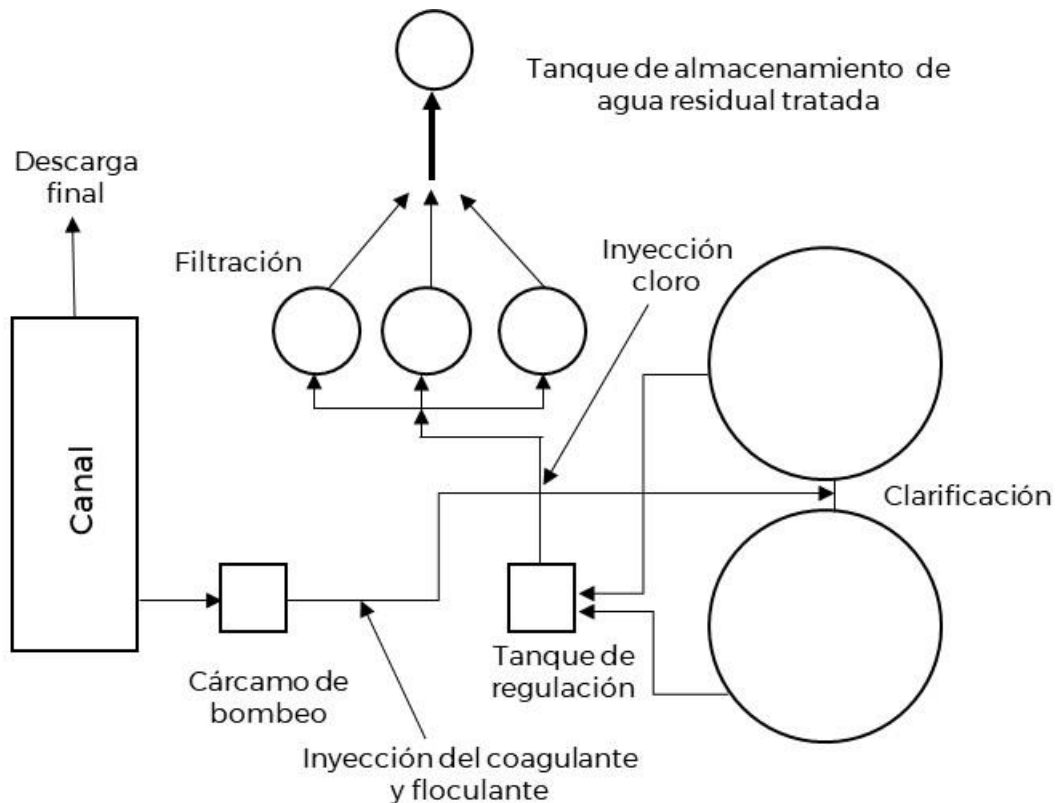 Tanque de almacenamiento de
agua residual tratada
Descarga
final
Filtración
Inyección
cloro
Canal
Clarificación
Cárcamo de
bombeo
Tanque de
regulación
Inyección del coagulante
y floculante